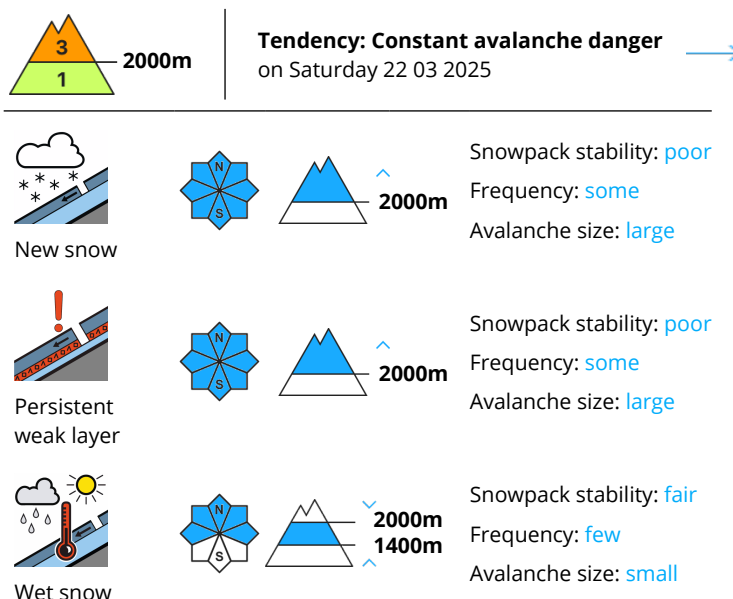 3
1
2000m
Tendency: Constant avalanche danger
on Saturday 22 03 2025
New snow
N
S
2000m
Snowpack stability: poor
Frequency: some
Avalanche size: large
Persistent
weak layer
N
S
2000m
Snowpack stability: poor
Frequency: some
Avalanche size: large
Wet snow
N
S
2000m
1400m
Snowpack stability: fair
Frequency: few
Avalanche size: small